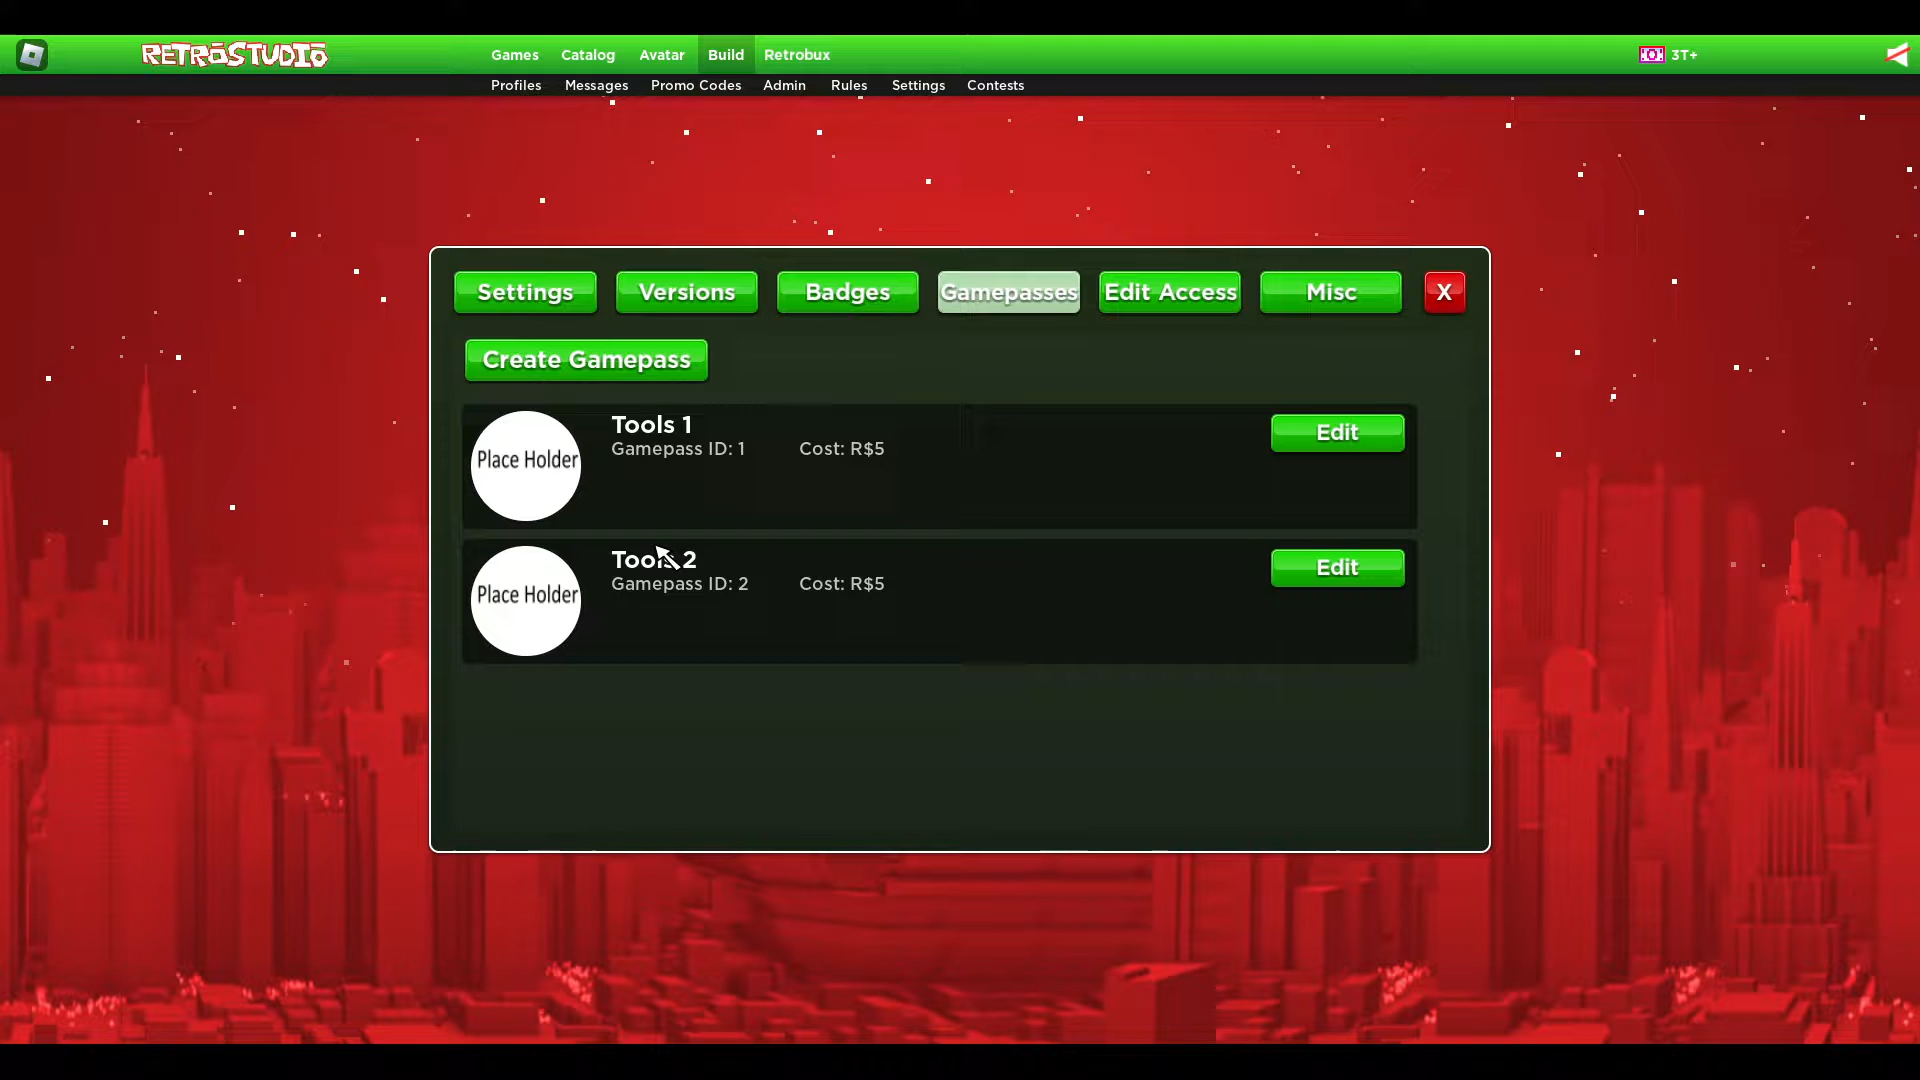 RETROSTUDIO
Games Catalog Avatar Build Retrobux
3T+
Profiles Messages Promo Codes Admin Rules Settings Contests
Settings Versions Badges Gamepasses Edit Access Misc X
Create Gamepass
Place Holder
Tools 1
Gamepass ID: 1 Cost: R$5
Edit
Place Holder
Tools 2
Gamepass ID: 2 Cost: R$5
Edit